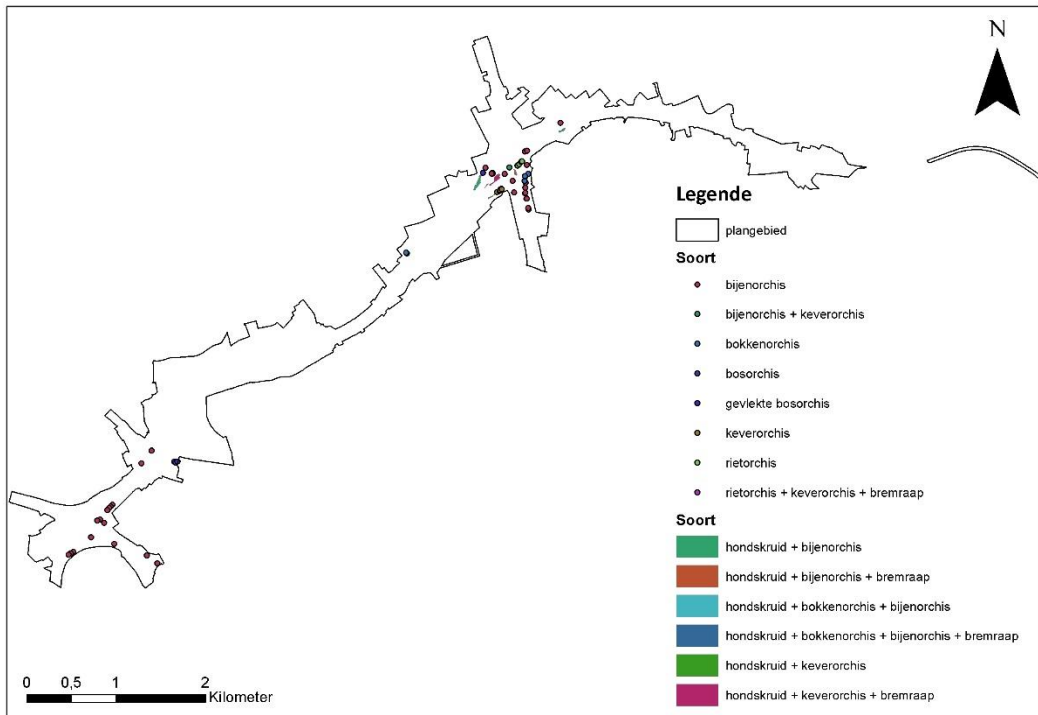 N
Legende
plangebied
Soort
bijenorchis
bijenorchis + keverorchis
bokkenorchis
bosorchis
gevlekte bosorchis
keverorchis
rietorchis
rietorchis + keverorchis + bremraap
Soort
hondskruid + bijenorchis
hondskruid + bijenorchis + bremraap
hondskruid + bokkenorchis + bijenorchis
hondskruid + bokkenorchis + bijenorchis + bremraap
hondskruid + keverorchis
hondskruid + keverorchis + bremraap
0 0,5 1 2
Kilometer